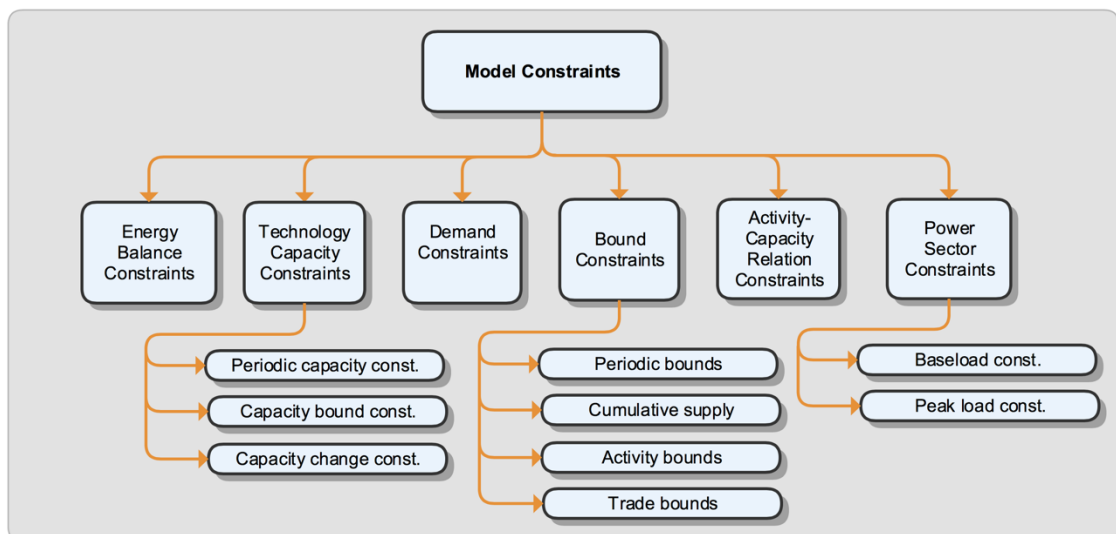 Model Constraints
Energy
Balance
Constraints
Technology
Capacity
Constraints
Demand
Constraints
Bound
Constraints
Activity-
Capacity
Relation
Constraints
Power
Sector
Constraints
Periodic capacity const.
Capacity bound const.
Capacity change const.
Periodic bounds
Cumulative supply
Activity bounds
Trade bounds
Baseload const.
Peak load const.